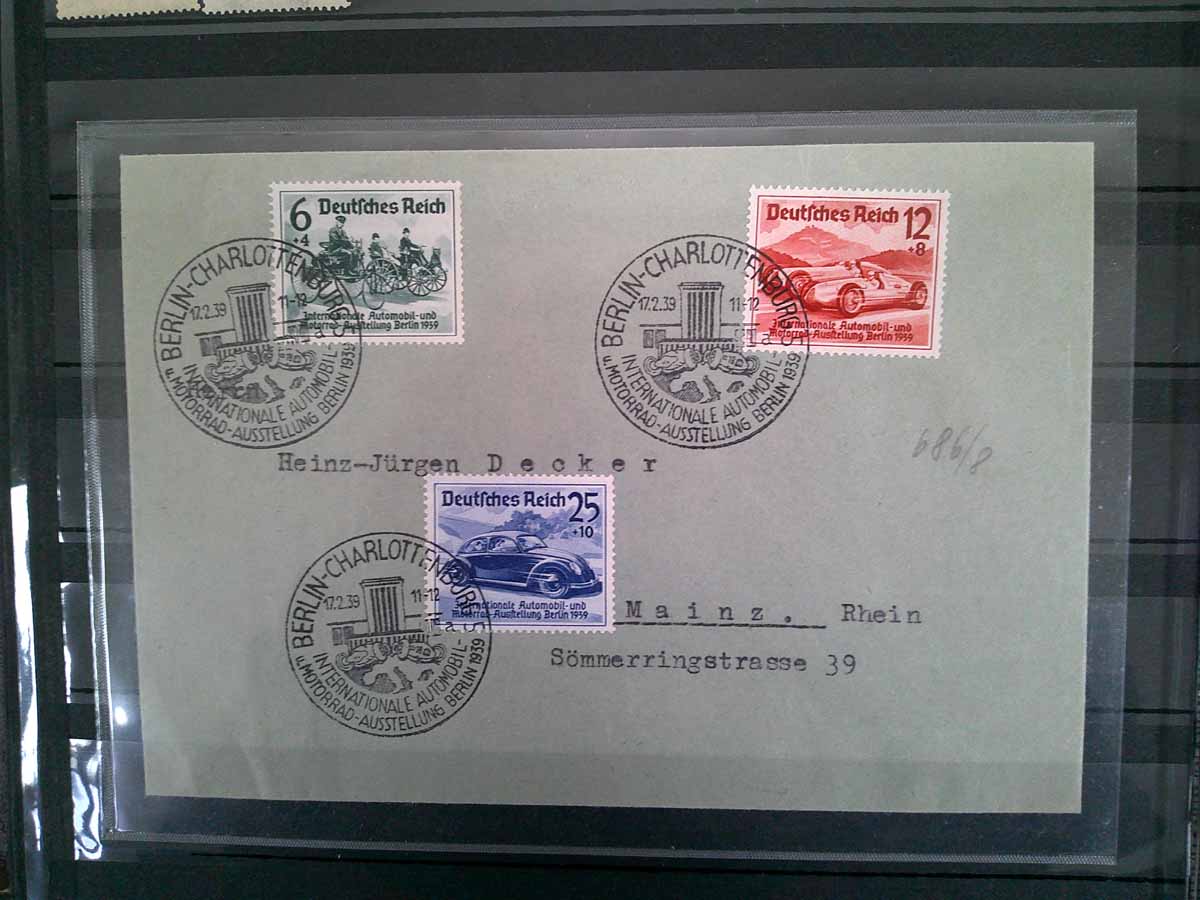 Deutsches Reich
6
+4
Internationale Automobil-und
Motorrad-Ausstellung Berlin 1939
BERLIN-CHARLOTTENBURG 5
17.2.39 11-12
a
INTERNATIONALE AUTOMOBIL-
u. MOTORRAD-AUSSTELLUNG BERLIN 1939
Deutsches Reich
12
+8
Internationale Automobil-und
Motorrad-Ausstellung Berlin 1939
BERLIN-CHARLOTTENBURG 5
17.2.39 11-12
a
INTERNATIONALE AUTOMOBIL-
u. MOTORRAD-AUSSTELLUNG BERLIN 1939
686/8
Heinz-Jürgen Decker
Deutsches Reich
25
+10
Internationale Automobil-und
Motorrad-Ausstellung Berlin 1939
BERLIN-CHARLOTTENBURG 5
17.2.39 11-12
a
INTERNATIONALE AUTOMOBIL-
u. MOTORRAD-AUSSTELLUNG BERLIN 1939
Mainz. Rhein
Sömmerringstrasse 39